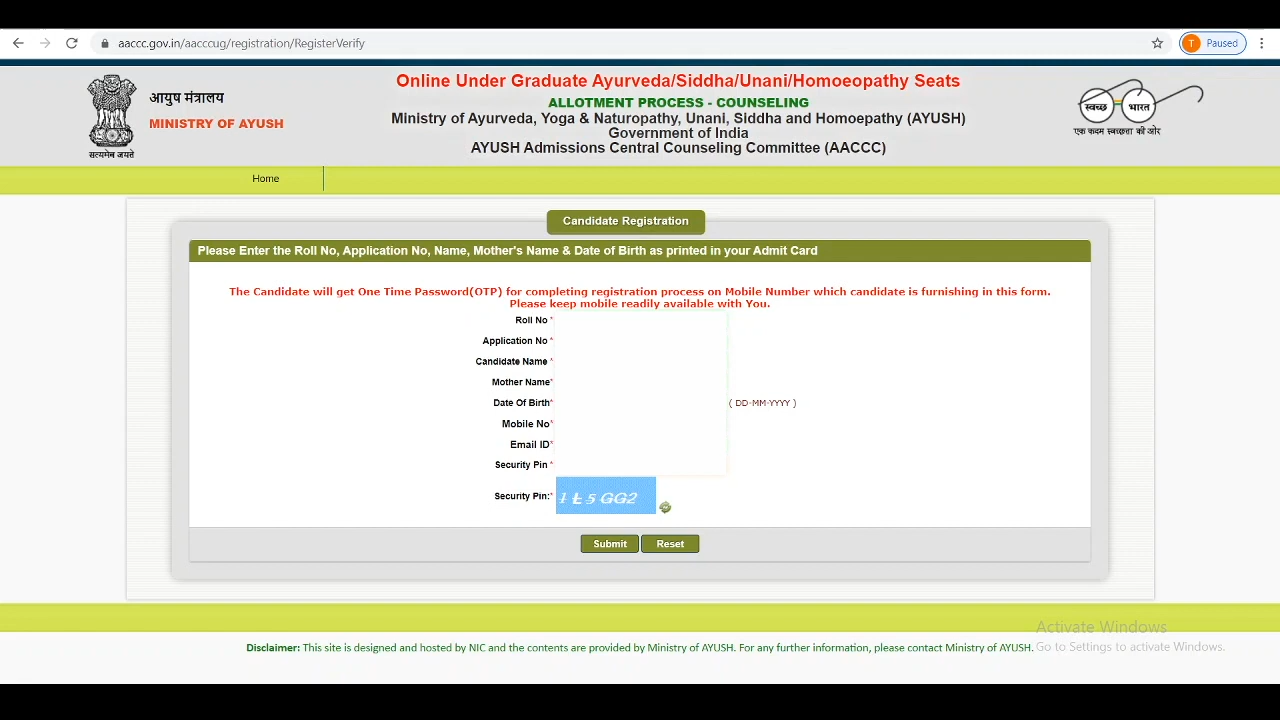 aaccc.gov.in/aacccug/registration/RegisterVerify
T Paused
आयुष मंत्रालय
MINISTRY OF AYUSH
सत्यमेव जयते
Online Under Graduate Ayurveda/Siddha/Unani/Homoeopathy Seats
ALLOTMENT PROCESS - COUNSELING
Ministry of Ayurveda, Yoga & Naturopathy, Unani, Siddha and Homoepathy (AYUSH)
Government of India
AYUSH Admissions Central Counseling Committee (AACCC)
स्वच्छ भारत
एक कदम स्वच्छता की ओर
Home
Candidate Registration
Please Enter the Roll No, Application No, Name, Mother's Name & Date of Birth as printed in your Admit Card
The Candidate will get One Time Password(OTP) for completing registration process on Mobile Number which candidate is furnishing in this form.
Please keep mobile readily available with You.
Roll No *
Application No *
Candidate Name *
Mother Name*
Date Of Birth* ( DD-MM-YYYY )
Mobile No*
Email ID*
Security Pin *
Security Pin:* 1 L 5 GG2
Submit Reset
Activate Windows
Go to Settings to activate Windows.
Disclaimer: This site is designed and hosted by NIC and the contents are provided by Ministry of AYUSH. For any further information, please contact Ministry of AYUSH.